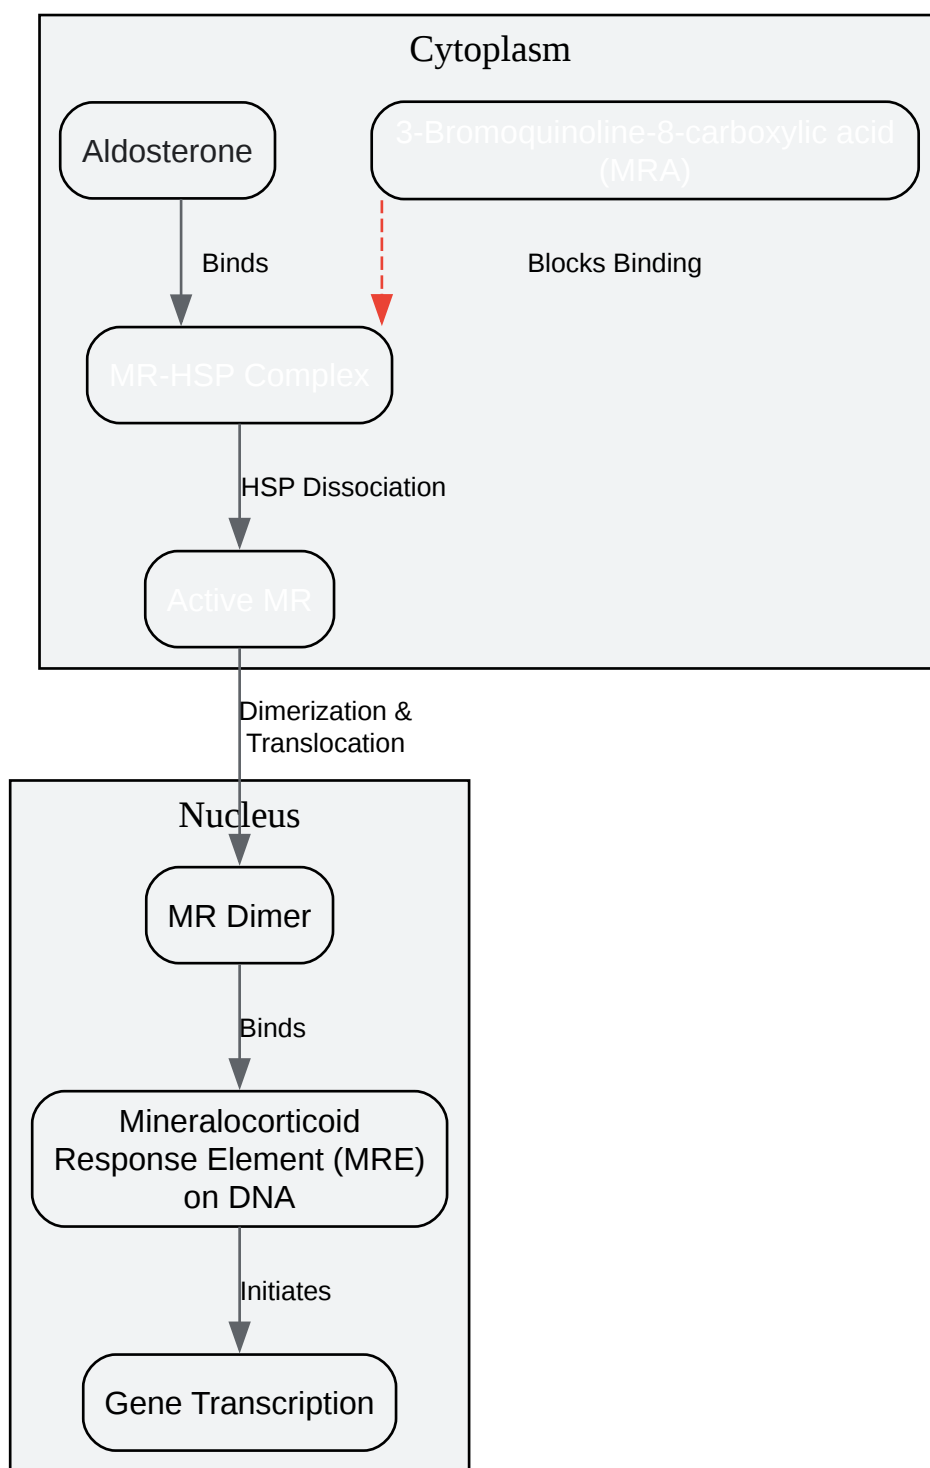 Cytoplasm
Aldosterone
3-Bromoquinoline-8-carboxylic acid
(MRA)
Binds
Blocks Binding
MR-HSP Complex
HSP Dissociation
Active MR
Dimerization &
Translocation
Nucleus
MR Dimer
Binds
Mineralocorticoid
Response Element (MRE)
on DNA
Initiates
Gene Transcription